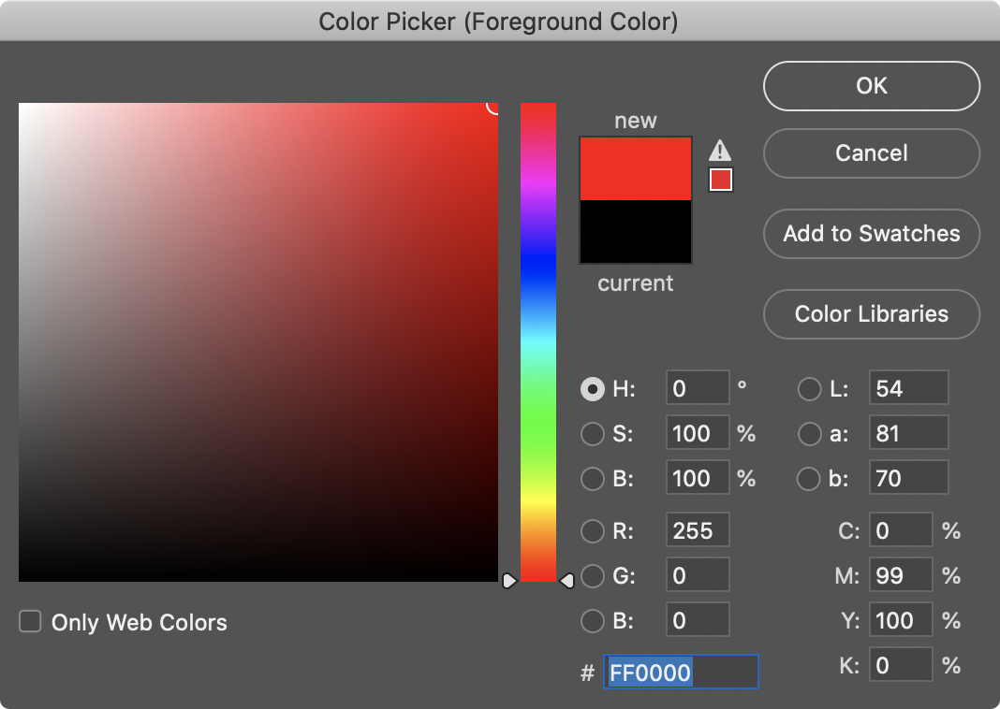 Color Picker (Foreground Color)
new
current
OK
Cancel
Add to Swatches
Color Libraries
H: 0 °
S: 100 %
B: 100 %
R: 255
G: 0
B: 0
# FF0000
L: 54
a: 81
b: 70
C: 0 %
M: 99 %
Y: 100 %
K: 0 %
Only Web Colors